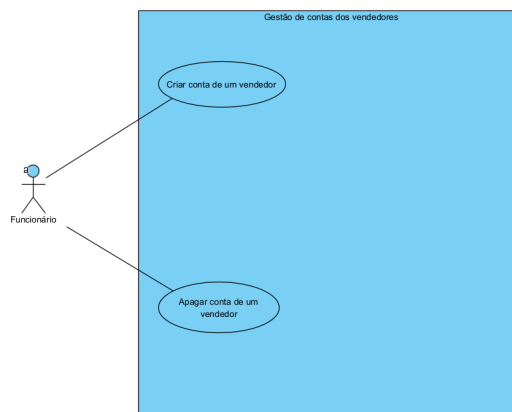 Gestão de contas dos vendedores
Criar conta de um vendedor
a
Funcionário
Apagar conta de um
vendedor